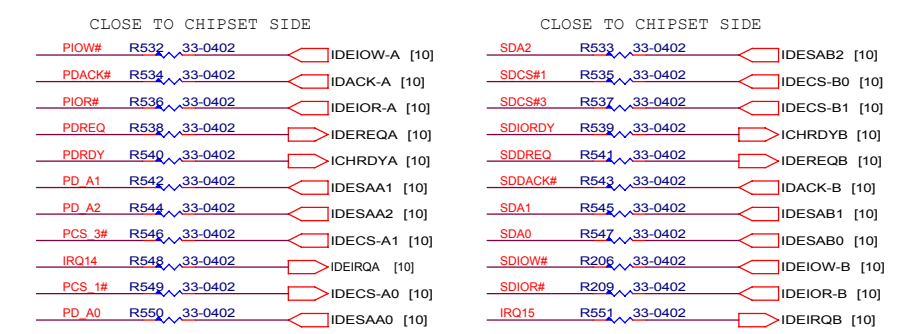 CLOSE TO CHIPSET SIDE
PIOW# R532 33-0402 IDEIOW-A [10]
PDACK# R534 33-0402 IDACK-A [10]
PIOR# R536 33-0402 IDEIOR-A [10]
PDREQ R538 33-0402 IDEREQA [10]
PDRDY R540 33-0402 ICHRDYA [10]
PD_A1 R542 33-0402 IDESAA1 [10]
PD_A2 R544 33-0402 IDESAA2 [10]
PCS_3# R546 33-0402 IDECS-A1 [10]
IRQ14 R548 33-0402 IDEIRQA [10]
PCS_1# R549 33-0402 IDECS-A0 [10]
PD_A0 R550 33-0402 IDESAA0 [10]
CLOSE TO CHIPSET SIDE
SDA2 R533 33-0402 IDESAB2 [10]
SDCS#1 R535 33-0402 IDECS-B0 [10]
SDCS#3 R537 33-0402 IDECS-B1 [10]
SDIORDY R539 33-0402 ICHRDYB [10]
SDDREQ R541 33-0402 IDEREQB [10]
SDDACK# R543 33-0402 IDACK-B [10]
SDA1 R545 33-0402 IDESAB1 [10]
SDA0 R547 33-0402 IDESAB0 [10]
SDIOW# R206 33-0402 IDEIOW-B [10]
SDIOR# R209 33-0402 IDEIOR-B [10]
IRQ15 R551 33-0402 IDEIRQB [10]